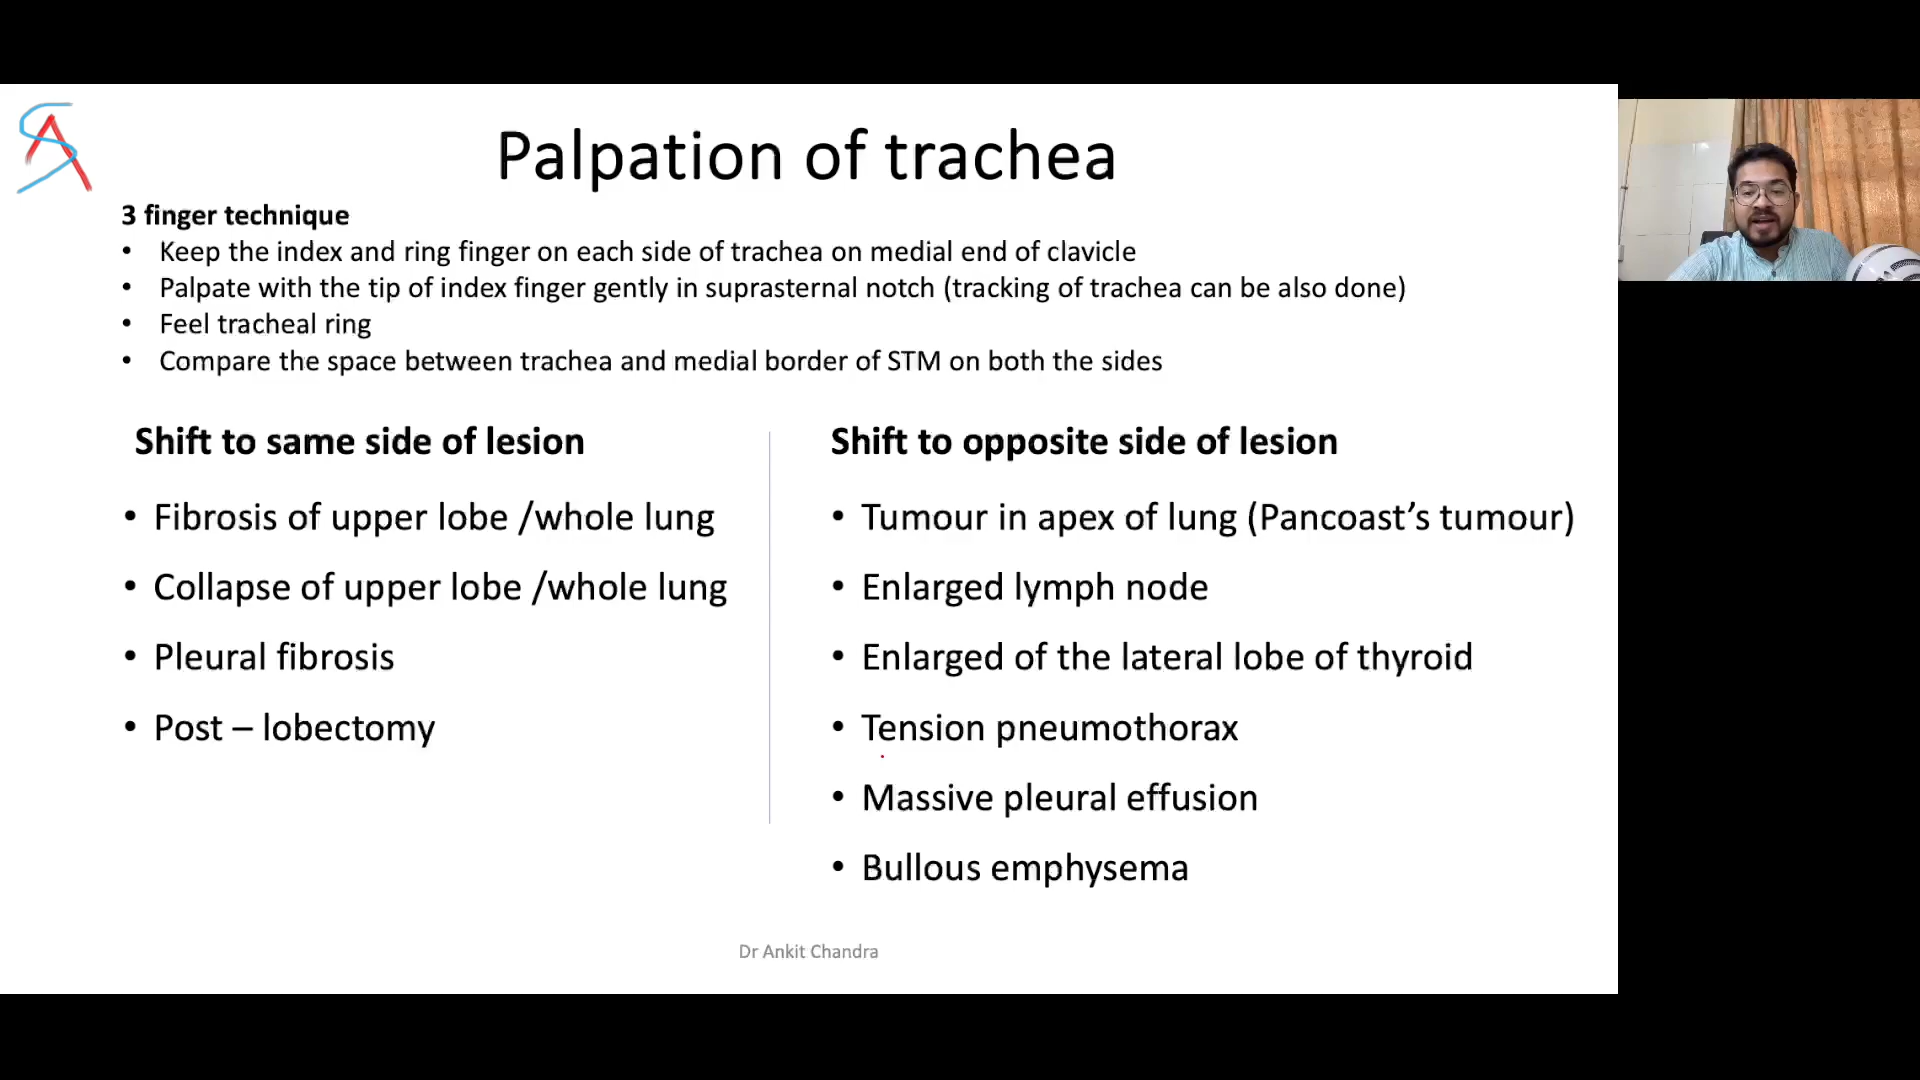 Palpation of trachea
3 finger technique
• Keep the index and ring finger on each side of trachea on medial end of clavicle
• Palpate with the tip of index finger gently in suprasternal notch (tracking of trachea can be also done)
• Feel tracheal ring
• Compare the space between trachea and medial border of STM on both the sides
Shift to same side of lesion
• Fibrosis of upper lobe /whole lung
• Collapse of upper lobe /whole lung
• Pleural fibrosis
• Post – lobectomy
Shift to opposite side of lesion
• Tumour in apex of lung (Pancoast’s tumour)
• Enlarged lymph node
• Enlarged of the lateral lobe of thyroid
• Tension pneumothorax
• Massive pleural effusion
• Bullous emphysema
Dr Ankit Chandra